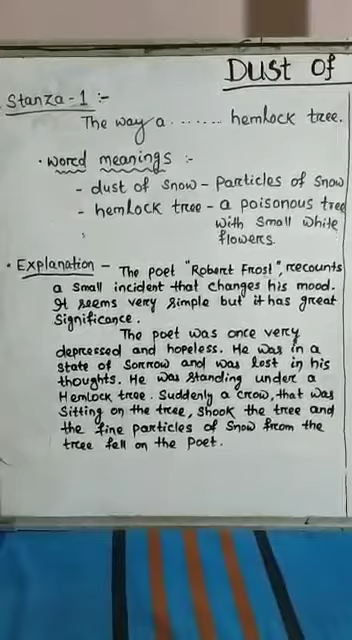 Dust of
Stanza-1 :-
The way a ....... hemlock tree.
• word meanings :-
- dust of snow - Particles of Snow
- hemlock tree - a poisonous tree
with small white
flowers.
• Explanation - The poet "Robert Frost", recounts
a small incident that changes his mood.
It seems very simple but it has great
Significance.
The poet was once very
depressed and hopeless. He was in a
state of Sorrow and was lost in his
thoughts. He was standing under a
Hemlock tree. Suddenly a crow, that was
Sitting on the tree, shook the tree and
the fine particles of Snow from the
tree fell on the Poet.